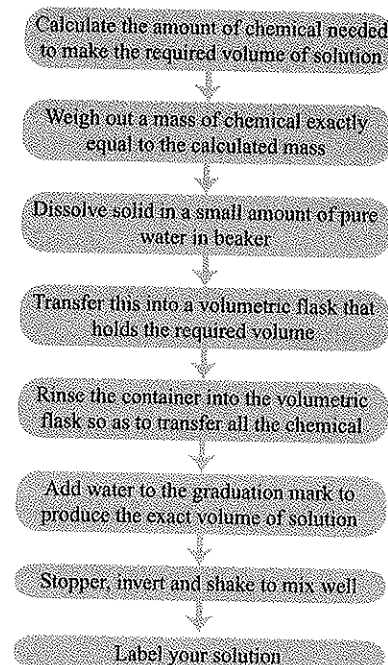 Calculate the amount of chemical needed
to make the required volume of solution
Weigh out a mass of chemical exactly
equal to the calculated mass
Dissolve solid in a small amount of pure
water in beaker
Transfer this into a volumetric flask that
holds the required volume
Rinse the container into the volumetric
flask so as to transfer all the chemical
Add water to the graduation mark to
produce the exact volume of solution
Stopper, invert and shake to mix well
Label your solution